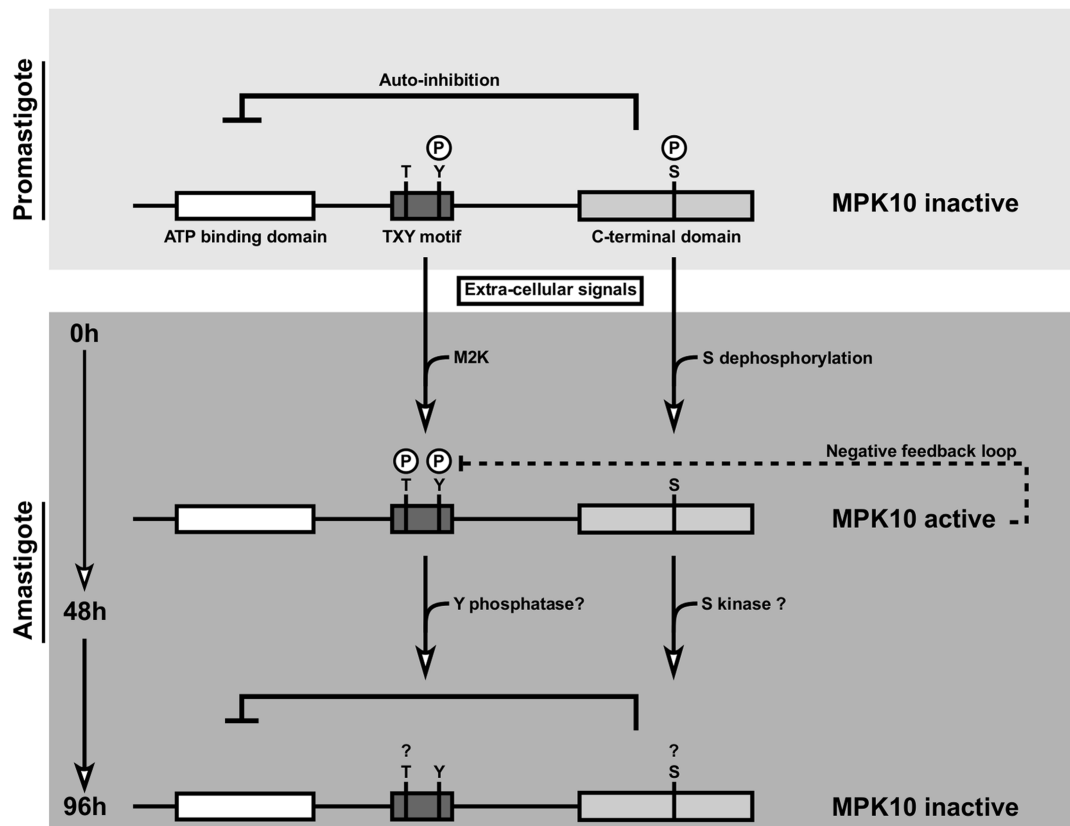 Promastigote
Auto-inhibition
P P
T Y S
MPK10 inactive
ATP binding domain TXY motif C-terminal domain
Extra-cellular signals
0h
M2K S dephosphorylation
Negative feedback loop
P P
T Y S
Amastigote
MPK10 active
48h
Y phosphatase? S kinase ?
? ?
T Y S
96h
MPK10 inactive